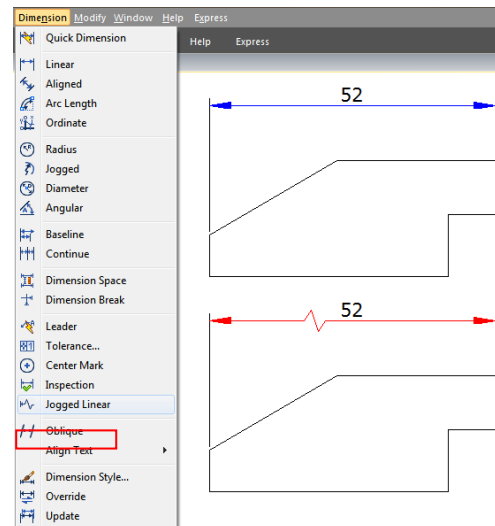 Dimension Modify Window Help Express
Quick Dimension
Help Express
Linear
Aligned
Arc Length
Ordinate
Radius
Jogged
Diameter
Angular
Baseline
Continue
Dimension Space
Dimension Break
Leader
Tolerance...
Center Mark
Inspection
Jogged Linear
Oblique
Align Text
Dimension Style...
Override
Update
52
52